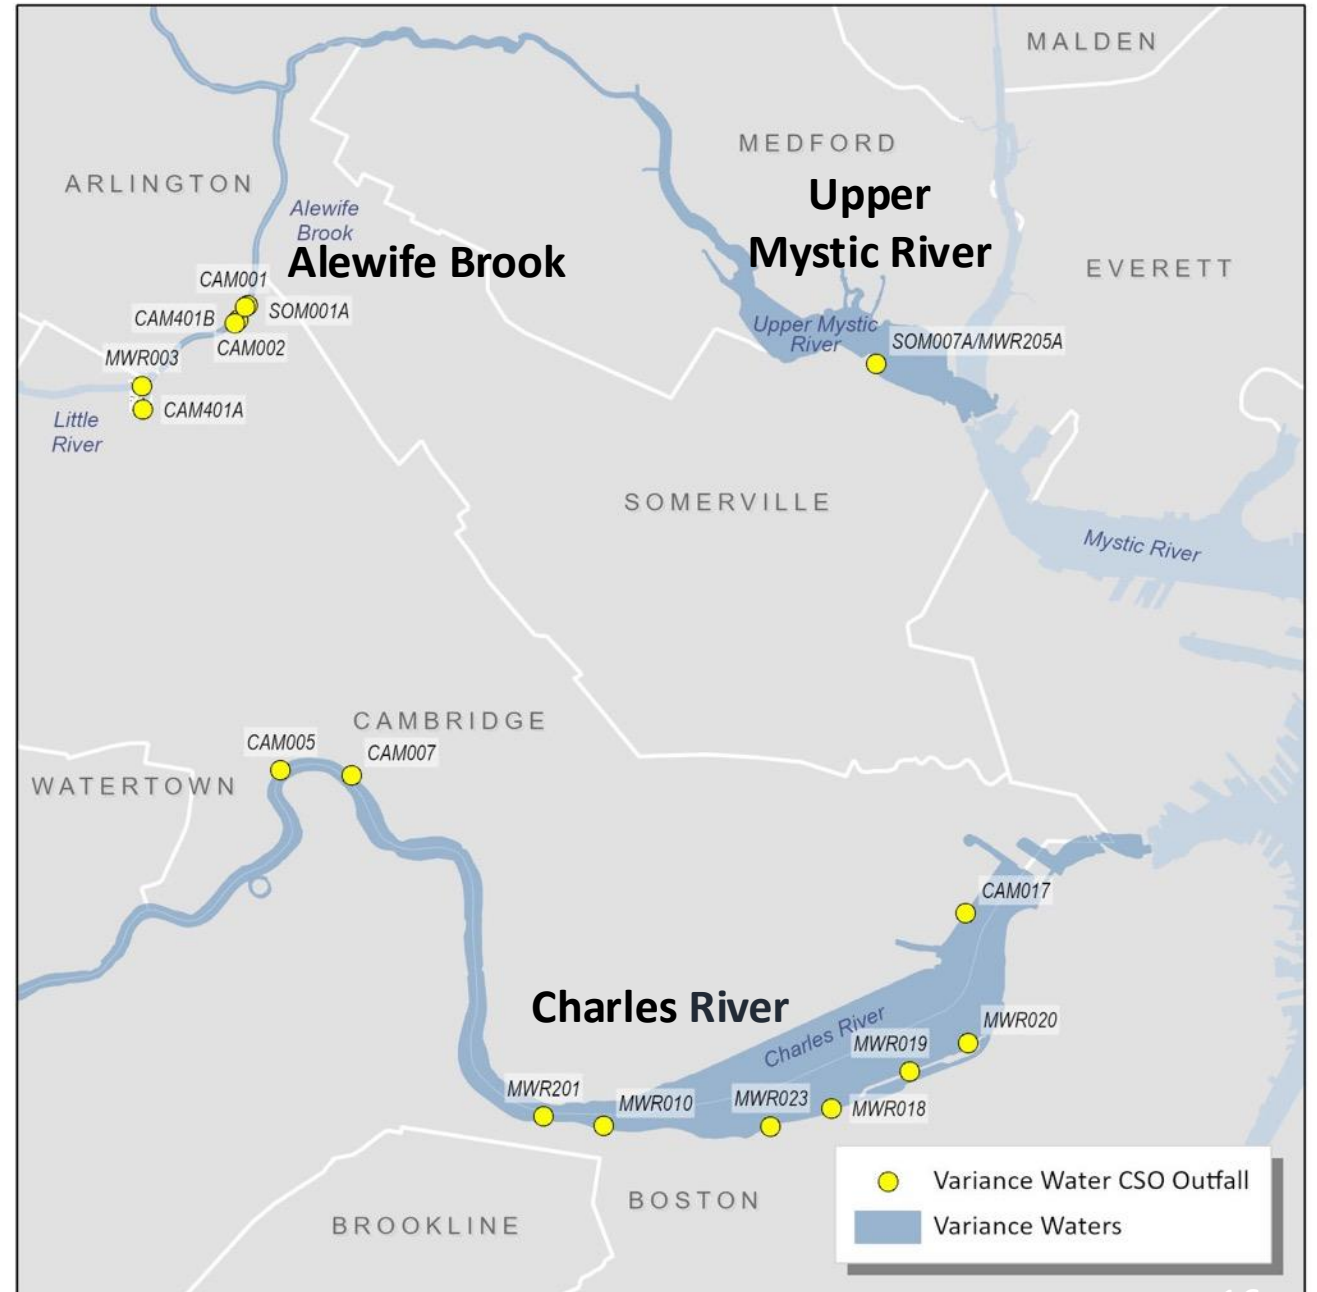 MALDEN
MEDFORD
Upper
Mystic River
ARLINGTON
Alewife
Brook
Alewife Brook
EVERETT
CAM001
SOM001A
CAM401B
CAM002
Upper Mystic
River
SOM007A/MWR205A
MWR003
CAM401A
Little
River
SOMERVILLE
Mystic River
CAMBRIDGE
CAM005
CAM007
WATERTOWN
CAM017
Charles River
Charles River
MWR020
MWR019
MWR201
MWR010
MWR023
MWR018
BOSTON
BROOKLINE
Variance Water CSO Outfall
Variance Waters